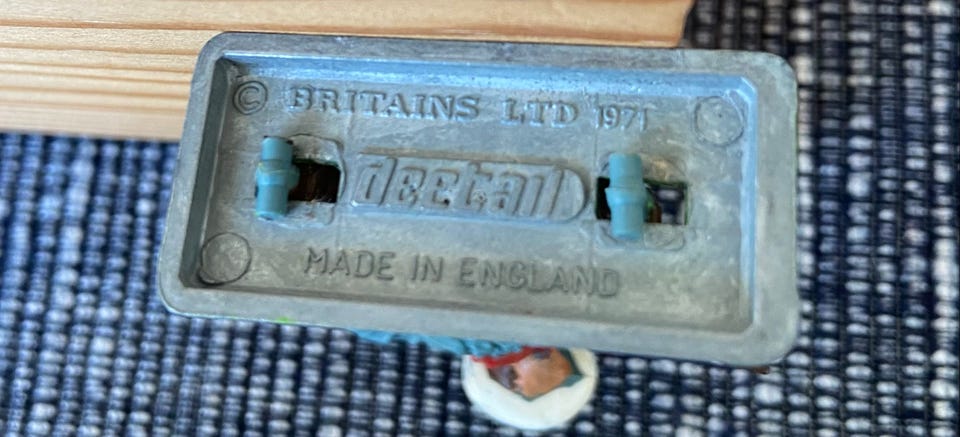 © BRITAINS LTD 1971
deetail
MADE IN ENGLAND